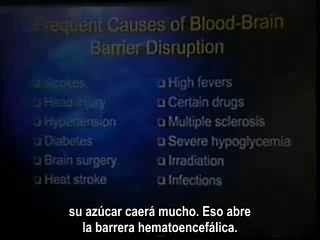 Frequent Causes of Blood-Brain
Barrier Disruption
Strokes
Head injury
Hypertension
Diabetes
Brain surgery
Heat stroke
High fevers
Certain drugs
Multiple sclerosis
Severe hypoglycemia
Irradiation
Infections
su azúcar caerá mucho. Eso abre
la barrera hematoencefálica.